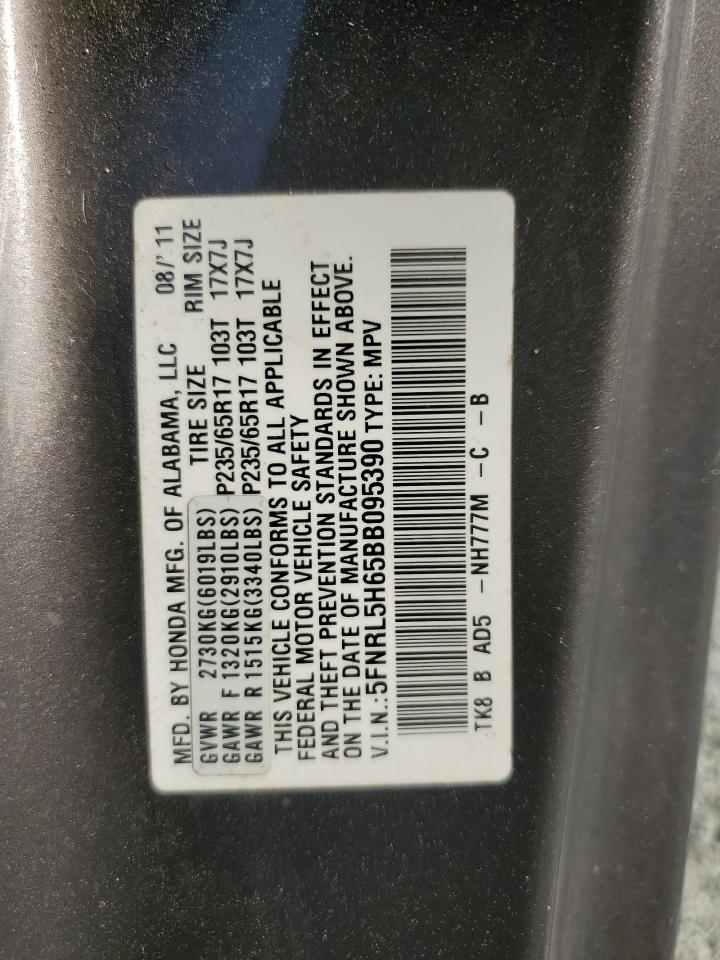 MFD. BY HONDA MFG. OF ALABAMA, LLC 08/'11
GVWR 2730KG(6019LBS) TIRE SIZE RIM SIZE
GAWR F 1320KG(2910LBS) P235/65R17 103T 17X7J
GAWR R 1515KG(3340LBS) P235/65R17 103T 17X7J
THIS VEHICLE CONFORMS TO ALL APPLICABLE
FEDERAL MOTOR VEHICLE SAFETY
AND THEFT PREVENTION STANDARDS IN EFFECT
ON THE DATE OF MANUFACTURE SHOWN ABOVE.
V.I.N.:5FNRL5H65BB095390 TYPE: MPV
TK8 B AD5 -NH777M -C -B